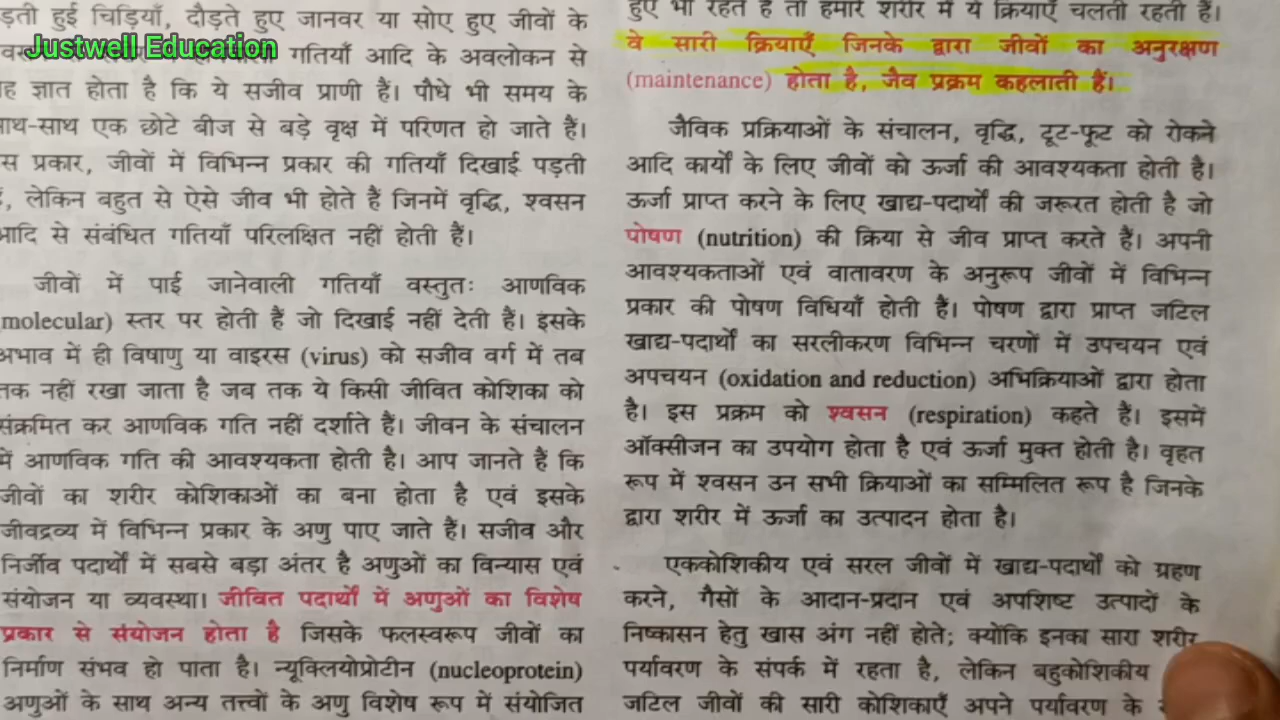 Justwell Education
हुई चिड़ियाँ, दौड़ते हुए जानवर या सोए हुए जीवों के
गतियाँ आदि के अवलोकन से
ज्ञात होता है कि ये सजीव प्राणी हैं। पौधे भी समय के
एक छोटे बीज से बड़े वृक्ष में परिणत हो जाते हैं।
प्रकार, जीवों में विभिन्न प्रकार की गतियाँ दिखाई पड़ती
लेकिन बहुत से ऐसे जीव भी होते हैं जिनमें वृद्धि, श्वसन
आदि से संबंधित गतियाँ परिलक्षित नहीं होती हैं।
जीवों में पाई जानेवाली गतियाँ वस्तुतः आणविक
molecular) स्तर पर होती हैं जो दिखाई नहीं देती हैं। इसके
अभाव में ही विषाणु या वाइरस (virus) को सजीव वर्ग में तब
तक नहीं रखा जाता है जब तक ये किसी जीवित कोशिका को
संक्रमित कर आणविक गति नहीं दर्शाते हैं। जीवन के संचालन
में आणविक गति की आवश्यकता होती है। आप जानते हैं कि
जीवों का शरीर कोशिकाओं का बना होता है एवं इसके
जीवद्रव्य में विभिन्न प्रकार के अणु पाए जाते हैं। सजीव और
निर्जीव पदार्थों में सबसे बड़ा अंतर है अणुओं का विन्यास एवं
संयोजन या व्यवस्था। जीवित पदार्थों में अणुओं का विशेष
प्रकार से संयोजन होता है जिसके फलस्वरूप जीवों का
निर्माण संभव हो पाता है। न्यूक्लियोप्रोटीन (nucleoprotein)
अणुओं के साथ अन्य तत्त्वों के अणु विशेष रूप में संयोजित
हुए भी रहते हैं तो हमारे शरीर में ये क्रियाएँ चलती रहती हैं।
वे सारी क्रियाएँ जिनके द्वारा जीवों का अनुरक्षण
(maintenance) होता है, जैव प्रक्रम कहलाती हैं।
जैविक प्रक्रियाओं के संचालन, वृद्धि, टूट-फूट को रोकने
आदि कार्यों के लिए जीवों को ऊर्जा की आवश्यकता होती है।
ऊर्जा प्राप्त करने के लिए खाद्य-पदार्थों की जरूरत होती है जो
पोषण (nutrition) की क्रिया से जीव प्राप्त करते हैं। अपनी
आवश्यकताओं एवं वातावरण के अनुरूप जीवों में विभिन्न
प्रकार की पोषण विधियाँ होती हैं। पोषण द्वारा प्राप्त जटिल
खाद्य-पदार्थों का सरलीकरण विभिन्न चरणों में उपचयन एवं
अपचयन (oxidation and reduction) अभिक्रियाओं द्वारा होता
है। इस प्रक्रम को श्वसन (respiration) कहते हैं। इसमें
ऑक्सीजन का उपयोग होता है एवं ऊर्जा मुक्त होती है। वृहत
रूप में श्वसन उन सभी क्रियाओं का सम्मिलित रूप है जिनके
द्वारा शरीर में ऊर्जा का उत्पादन होता है।
एककोशिकीय एवं सरल जीवों में खाद्य-पदार्थों को ग्रहण
करने, गैसों के आदान-प्रदान एवं अपशिष्ट उत्पादों के
निष्कासन हेतु खास अंग नहीं होते; क्योंकि इनका सारा शरीर
पर्यावरण के संपर्क में रहता है, लेकिन बहुकोशिकीय
जटिल जीवों की सारी कोशिकाएँ अपने पर्यावरण के